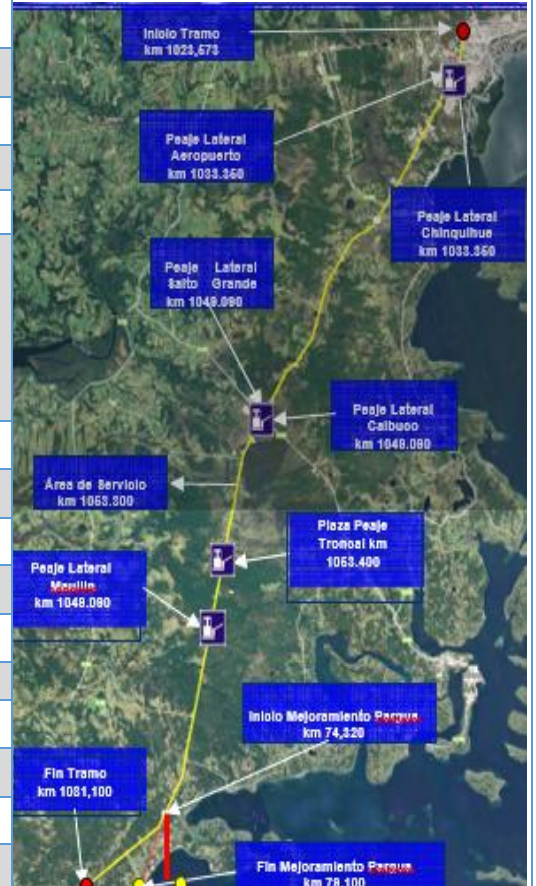 Inicio Tramo
km 1023,573
Peaje Lateral
Aeropuerto
km 1033.350
Peaje Lateral
Chinquihue
km 1033.350
Peaje Lateral
Salto Grande
km 1049.090
Peaje Lateral
Calbuco
km 1049.090
Área de Servicio
km 1053.300
Plaza Peaje
Troncal km
1053.400
Peaje Lateral
Maullín
km 1049.090
Inicio Mejoramiento Pargua
km 74,320
Fin Tramo
km 1081,100
Fin Mejoramiento Pargua
km 79,100